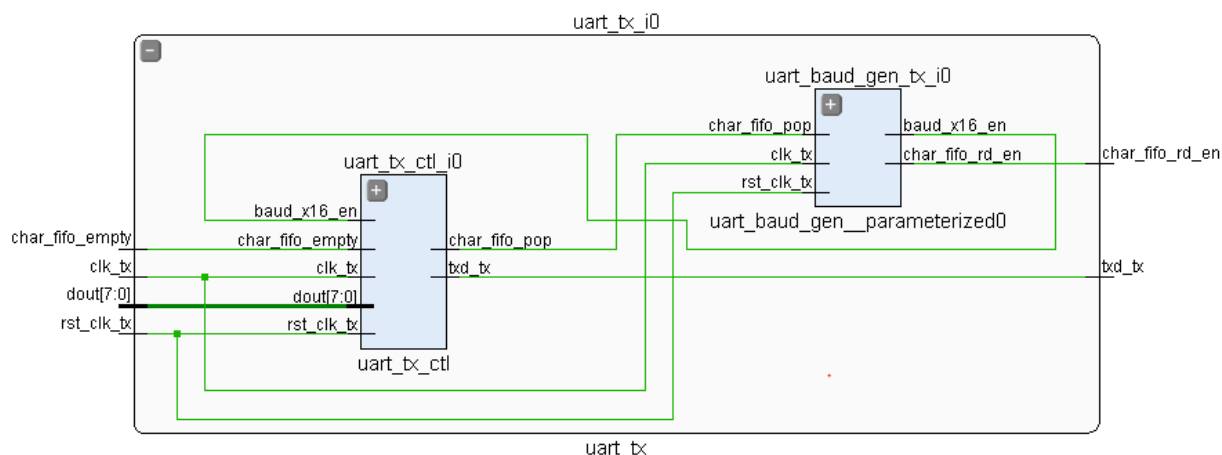 uart_tx_i0
uart_baud_gen_tx_i0
char_fifo_pop
baud_x16_en
clk_tx
char_fifo_rd_en
char_fifo_rd_en
rst_clk_tx
uart_baud_gen__parameterized0
uart_tx_ctl_i0
baud_x16_en
char_fifo_empty
char_fifo_empty
char_fifo_pop
clk_tx
clk_tx
txd_tx
txd_tx
dout[7:0]
dout[7:0]
rst_clk_tx
rst_clk_tx
uart_tx_ctl
uart_tx